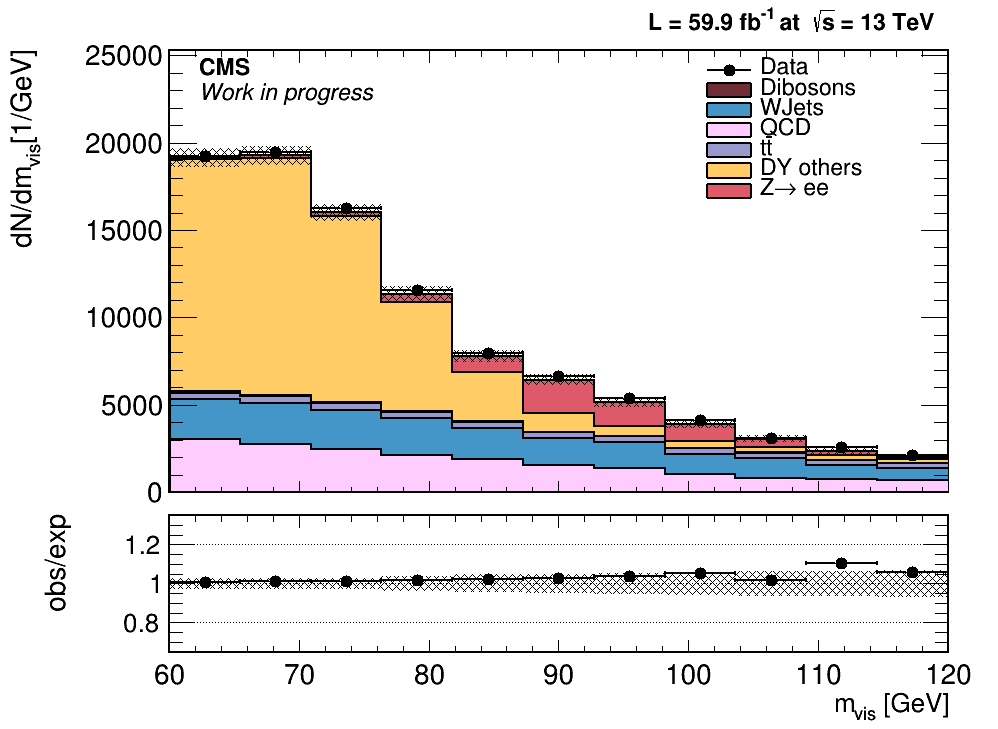 L = 59.9 fb⁻¹ at √s = 13 TeV
dN/dm_vis[1/GeV]
25000
20000
15000
10000
5000
0
CMS
Work in progress
Data
Dibosons
WJets
QCD
tt̄
DY others
Z→ ee
obs/exp
1.2
1
0.8
60
70
80
90
100
110
120
m_vis [GeV]